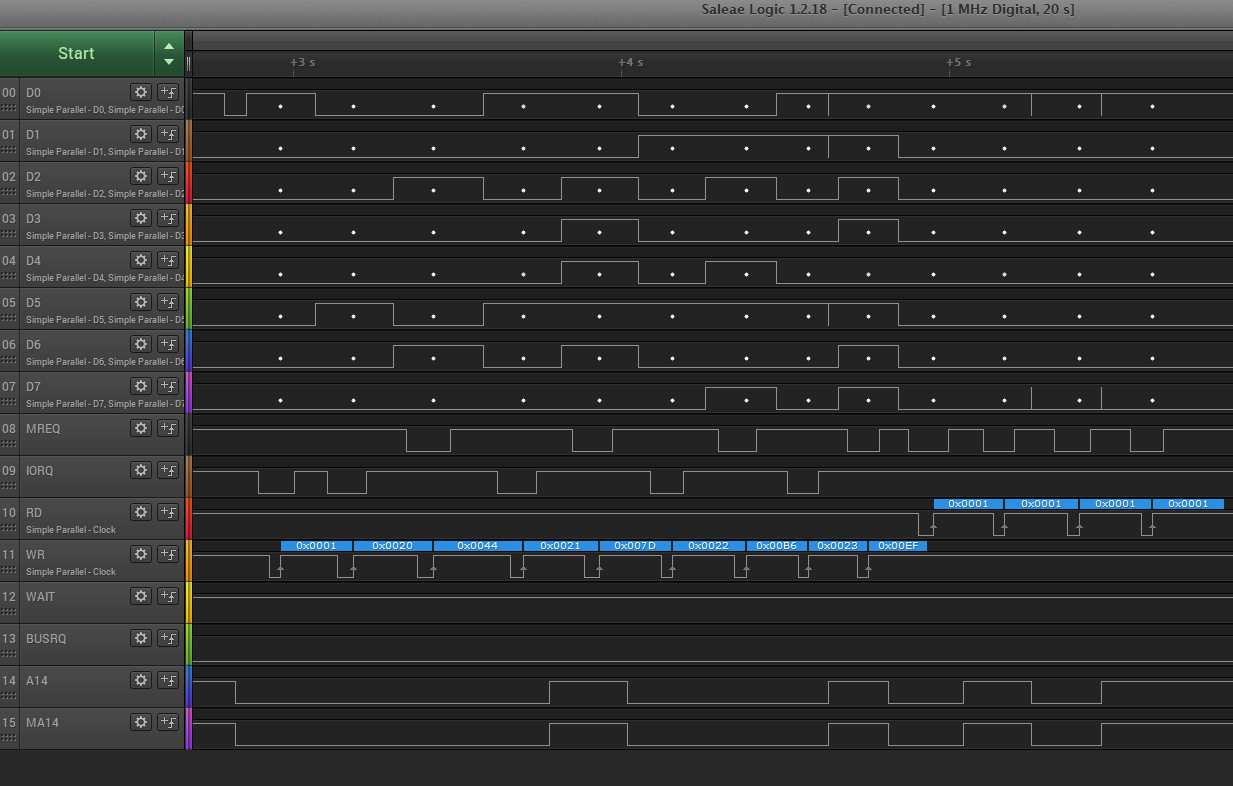 Saleae Logic 1.2.18 - [Connected] - [1 MHz Digital, 20 s]
Start
+3 s +4 s +5 s
00 D0
Simple Parallel - D0, Simple Parallel - D0
01 D1
Simple Parallel - D1, Simple Parallel - D1
02 D2
Simple Parallel - D2, Simple Parallel - D2
03 D3
Simple Parallel - D3, Simple Parallel - D3
04 D4
Simple Parallel - D4, Simple Parallel - D4
05 D5
Simple Parallel - D5, Simple Parallel - D5
06 D6
Simple Parallel - D6, Simple Parallel - D6
07 D7
Simple Parallel - D7, Simple Parallel - D7
08 MREQ
09 IORQ
10 RD 0x0001 0x0001 0x0001 0x0001
Simple Parallel - Clock
11 WR 0x0001 0x0020 0x0044 0x0021 0x007D 0x0022 0x00B6 0x0023 0x00EF
Simple Parallel - Clock
12 WAIT
13 BUSRQ
14 A14
15 MA14